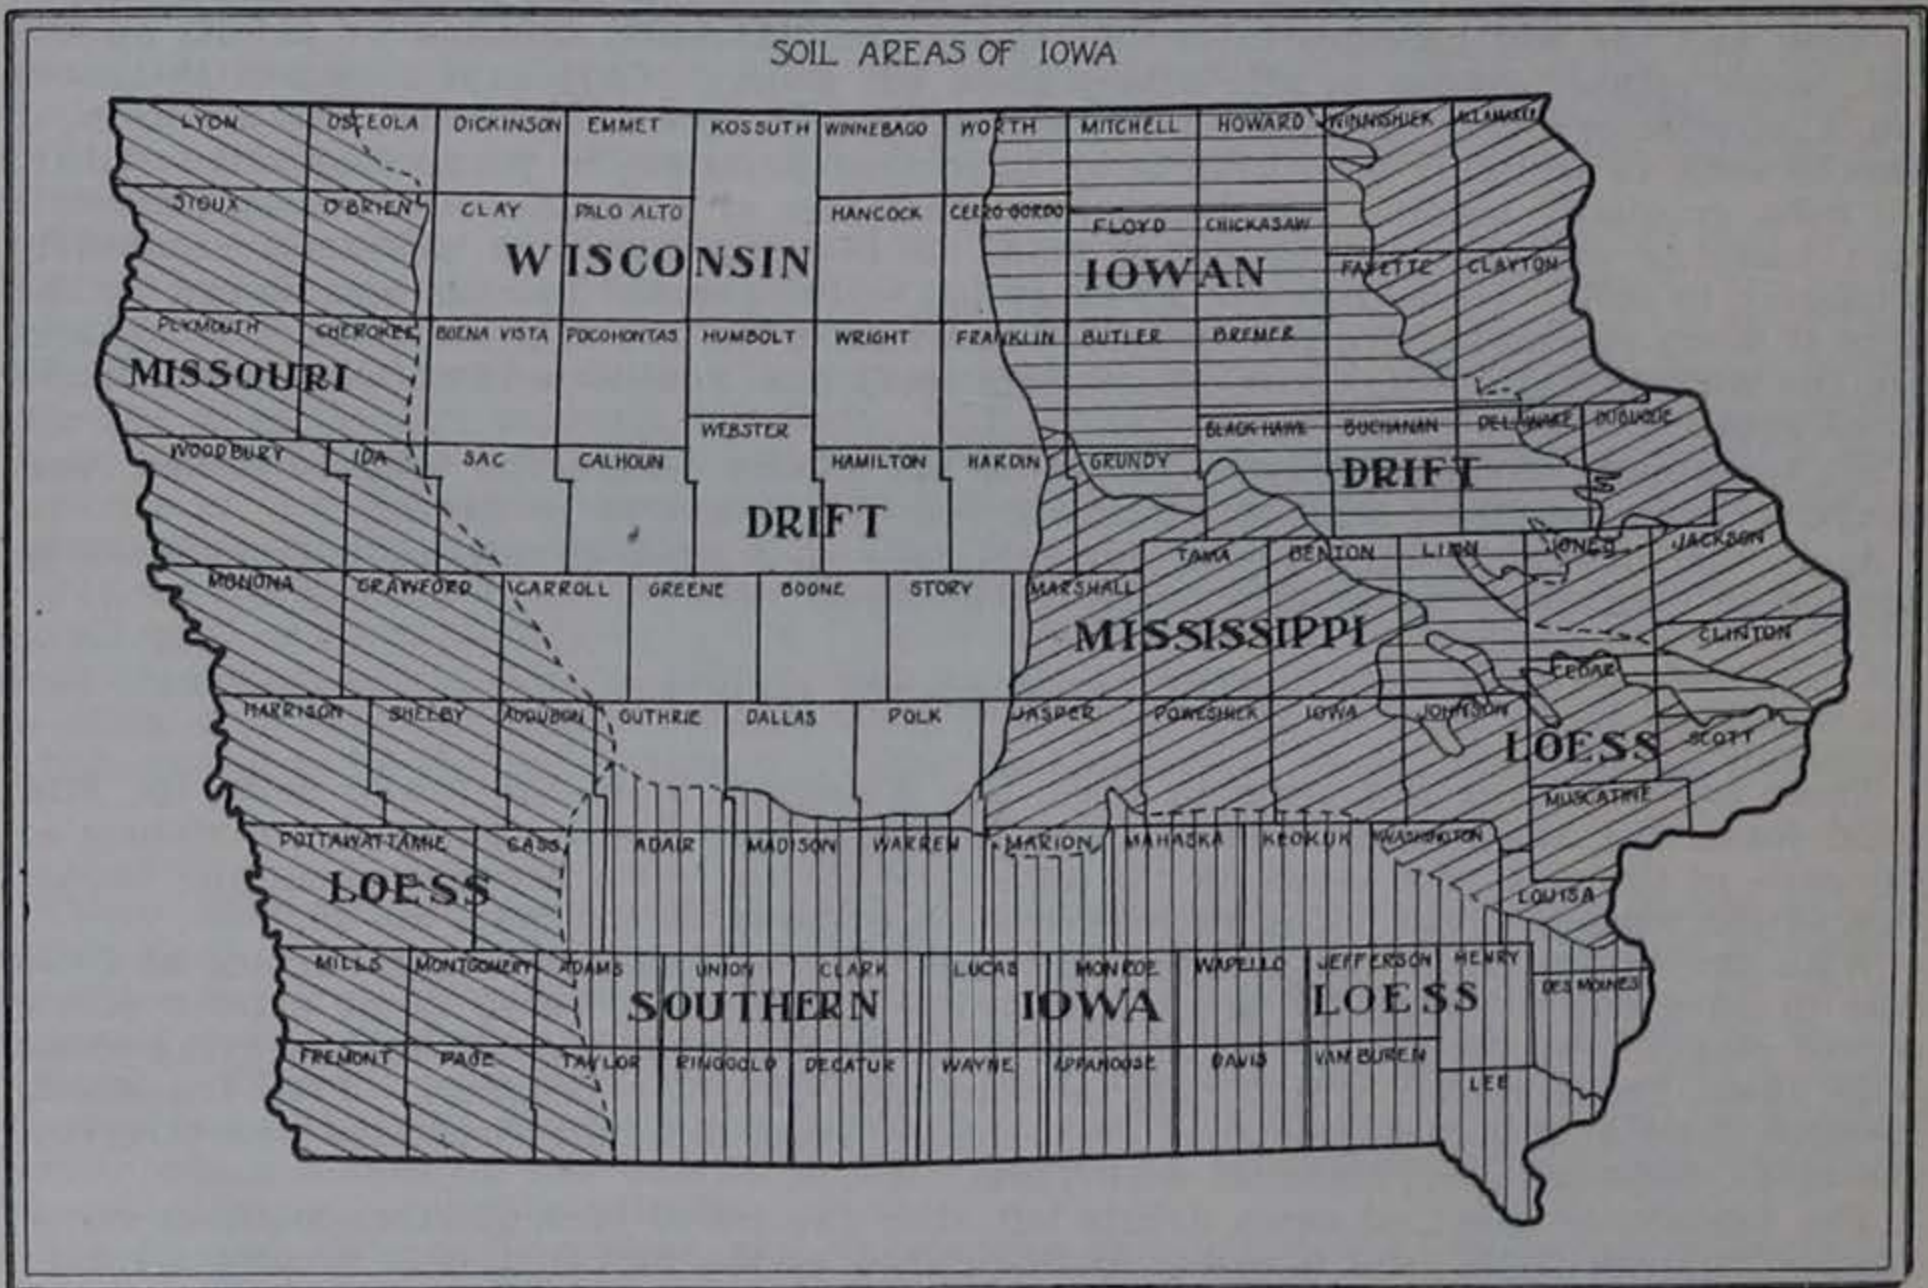 SOIL AREAS OF IOWA
LYON OSCEOLA DICKINSON EMMET KOSSUTH WINNEBAGO WORTH MITCHELL HOWARD WINNISHIEK ALLAMAKEE
SIOUX O'BRIEN CLAY PALO ALTO HANCOCK CERRO GORDO FLOYD CHICKASAW
WISCONSIN IOWAN FAYETTE CLAYTON
PLYMOUTH CHEROKEE BUENA VISTA POCOHONTAS HUMBOLT WRIGHT FRANKLIN BUTLER BREMER
MISSOURI
WEBSTER BLACK HAWK BUCHANAN DELAWARE DUBUQUE
WOODBURY IDA SAC CALHOUN HAMILTON HARDIN GRUNDY DRIFT
DRIFT
TAMA BENTON LINN JONES JACKSON
MONONA CRAWFORD CARROLL GREENE BOONE STORY MARSHALL
MISSISSIPPI CLINTON
CEDAR
HARRISON SHELBY AUDUBON GUTHRIE DALLAS POLK JASPER POWESHIEK IOWA JOHNSON
LOESS SCOTT
MUSCATINE
POTTAWATTAMIE CASS ADAIR MADISON WARREN MARION MAHASKA KEOKUK WASHINGTON
LOESS LOUISA
MILLS MONTGOMERY ADAMS UNION CLARK LUCAS MONROE WAPELLO JEFFERSON HENRY
DES MOINES
SOUTHERN IOWA LOESS
FREMONT PAGE TAYLOR RINGGOLD DECATUR WAYNE APPANOOSE DAVIS VAN BUREN
LEE